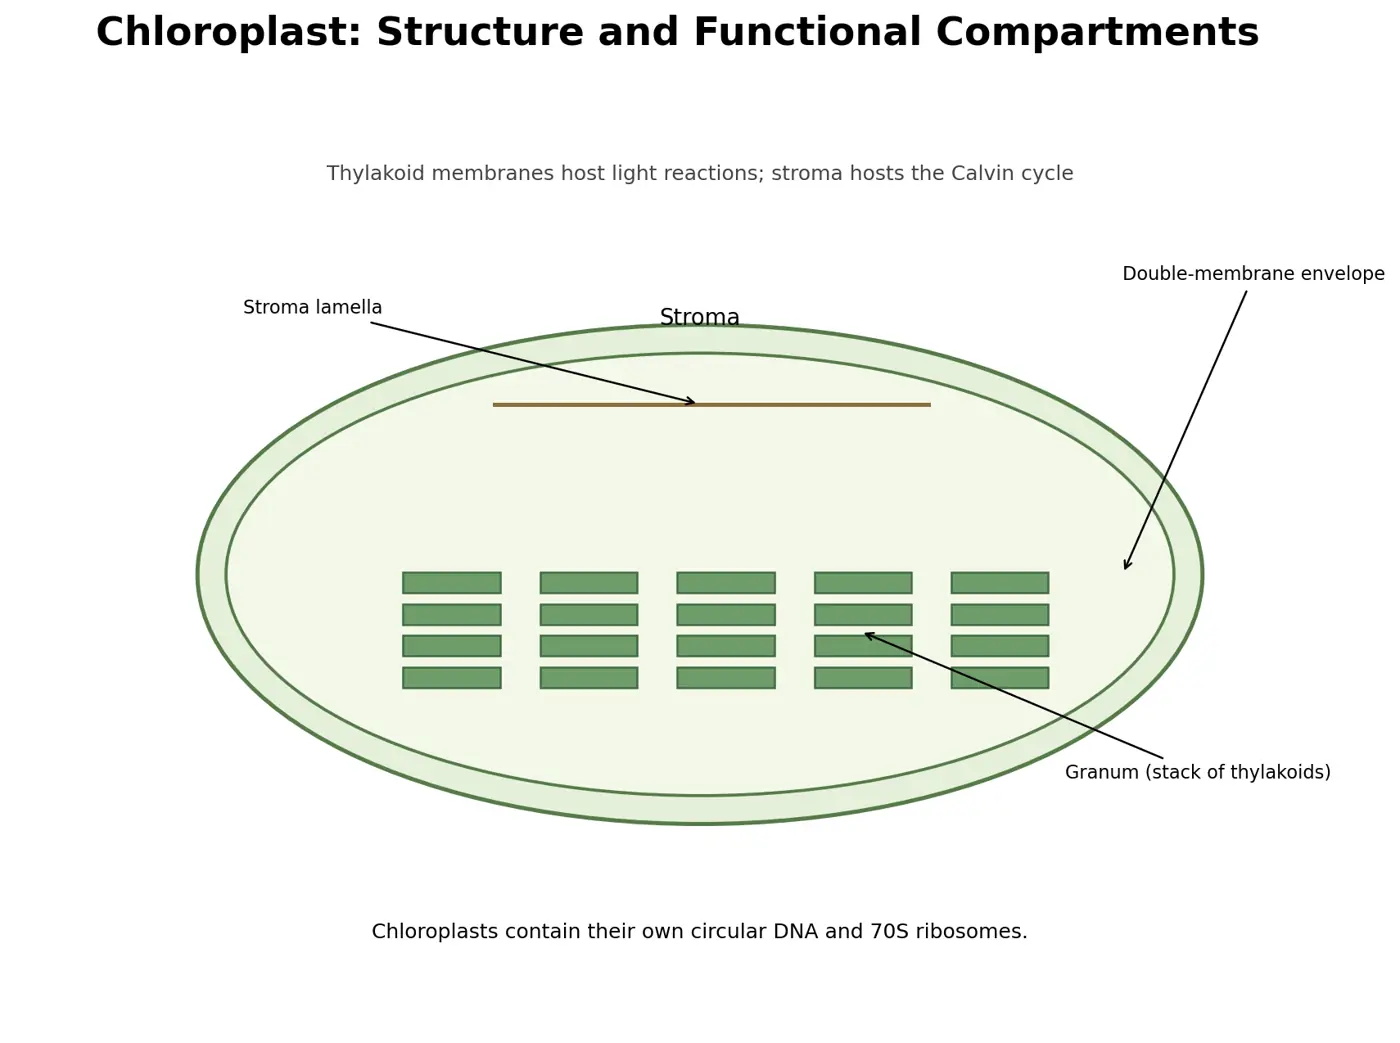 Chloroplast: Structure and Functional Compartments
Thylakoid membranes host light reactions; stroma hosts the Calvin cycle
Double-membrane envelope
Stroma lamella
Stroma
Granum (stack of thylakoids)
Chloroplasts contain their own circular DNA and 70S ribosomes.